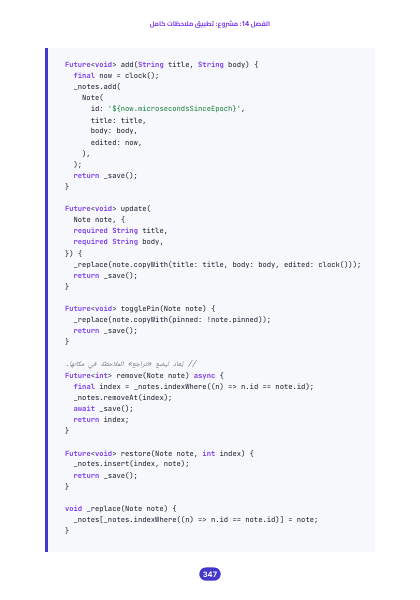 الفصل 14: مشروع: تطبيق ملاحظات كامل
Future<void> add(String title, String body) {
  final now = clock();
  _notes.add(
    Note(
      id: '${now.microsecondsSinceEpoch}',
      title: title,
      body: body,
      edited: now,
    ),
  );
  return _save();
}

Future<void> update(
  Note note, {
  required String title,
  required String body,
}) {
  _replace(note.copyWith(title: title, body: body, edited: clock()));
  return _save();
}

Future<void> togglePin(Note note) {
  _replace(note.copyWith(pinned: !note.pinned));
  return _save();
}

// يُعاد ليضع «تراجع» الملاحظة في مكانها.
Future<int> remove(Note note) async {
  final index = _notes.indexWhere((n) => n.id == note.id);
  _notes.removeAt(index);
  await _save();
  return index;
}

Future<void> restore(Note note, int index) {
  _notes.insert(index, note);
  return _save();
}

void _replace(Note note) {
  _notes[_notes.indexWhere((n) => n.id == note.id)] = note;
}
347